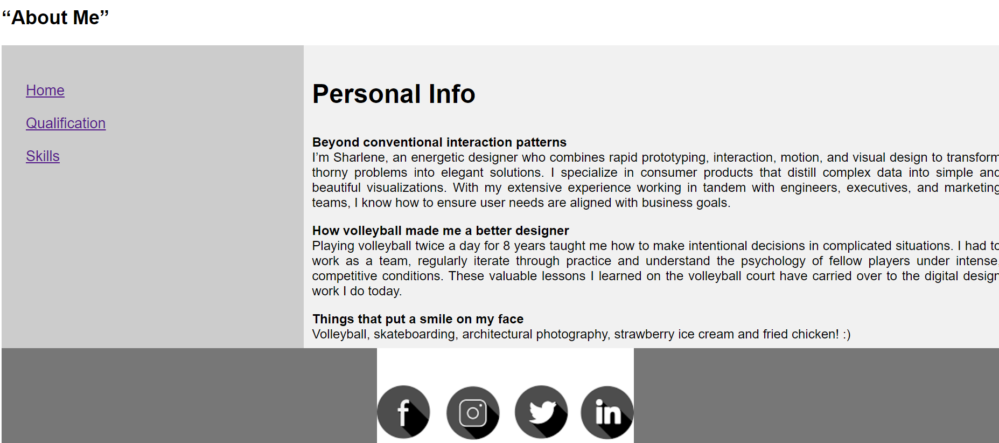 “About Me”
Home
Qualification
Skills
Personal Info
Beyond conventional interaction patterns
I’m Sharlene, an energetic designer who combines rapid prototyping, interaction, motion, and visual design to transform
thorny problems into elegant solutions. I specialize in consumer products that distill complex data into simple and
beautiful visualizations. With my extensive experience working in tandem with engineers, executives, and marketing
teams, I know how to ensure user needs are aligned with business goals.
How volleyball made me a better designer
Playing volleyball twice a day for 8 years taught me how to make intentional decisions in complicated situations. I had to
work as a team, regularly iterate through practice and understand the psychology of fellow players under intense,
competitive conditions. These valuable lessons I learned on the volleyball court have carried over to the digital design
work I do today.
Things that put a smile on my face
Volleyball, skateboarding, architectural photography, strawberry ice cream and fried chicken! :)
f
in